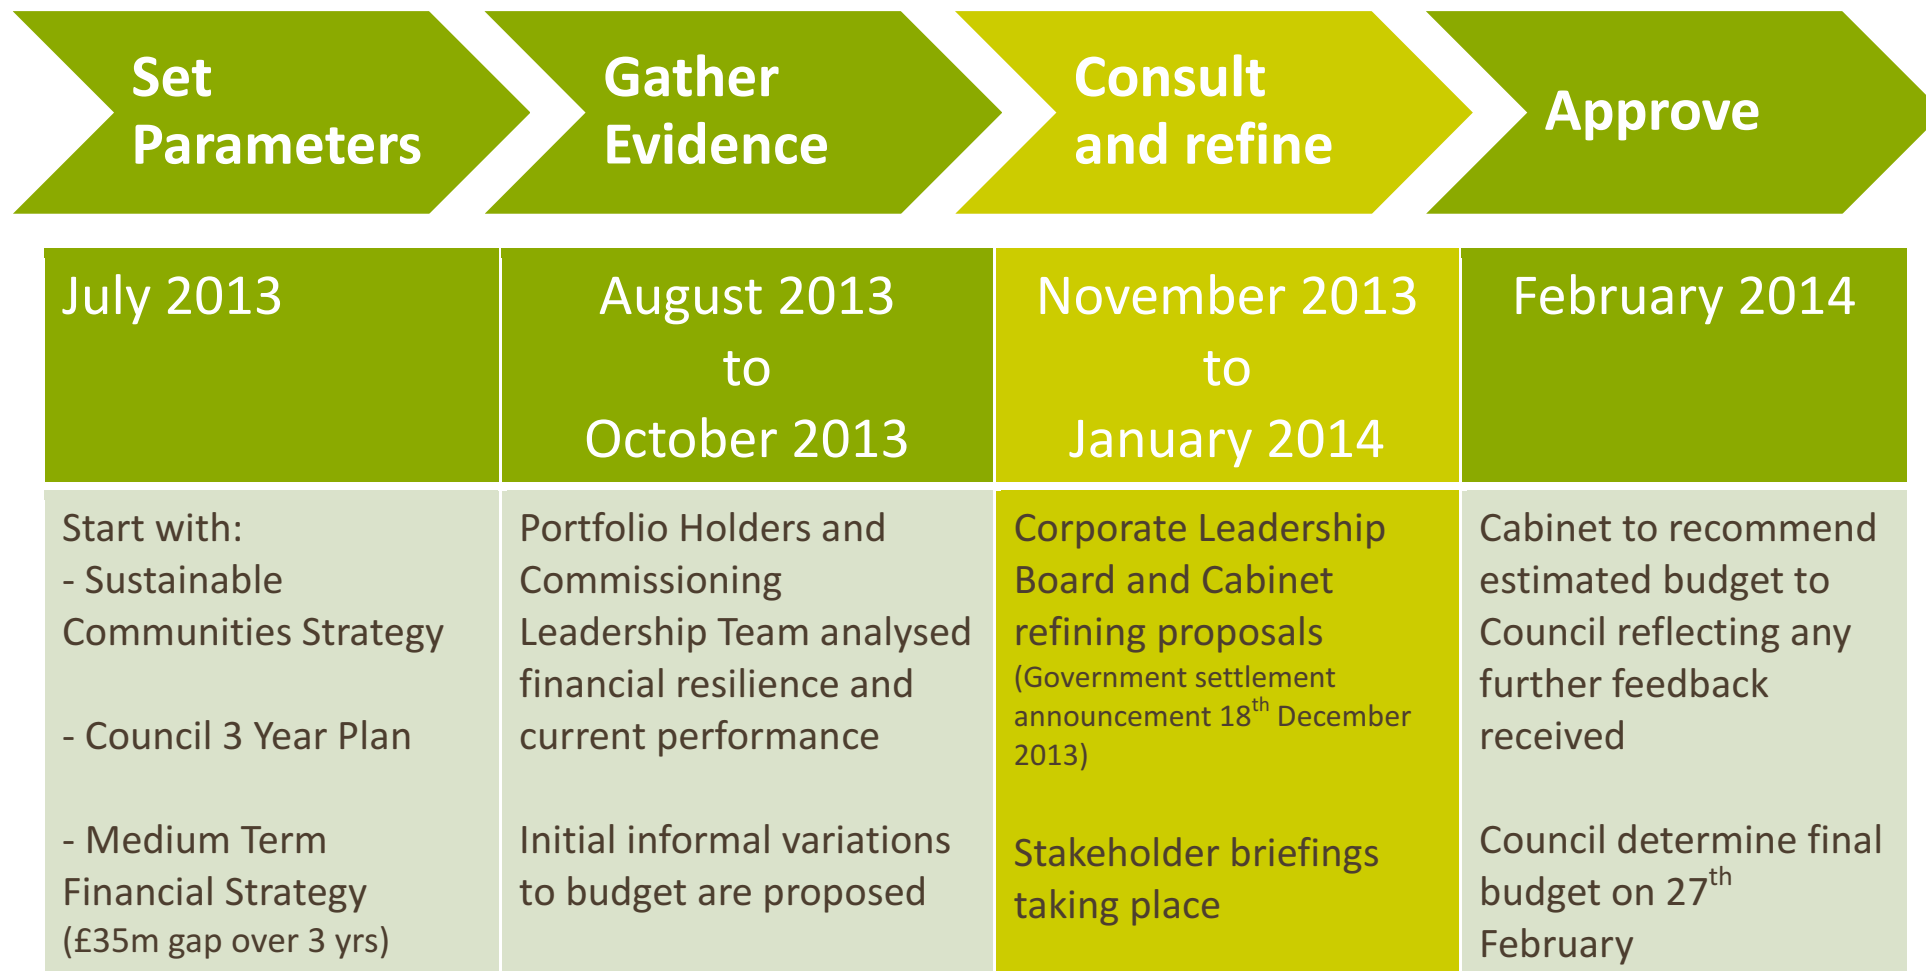 Set
Parameters
Gather
Evidence
Consult
and refine
Approve
July 2013
August 2013
to
October 2013
November 2013
to
January 2014
February 2014
Start with:
- Sustainable
Communities Strategy
- Council 3 Year Plan
- Medium Term
Financial Strategy
(£35m gap over 3 yrs)
Portfolio Holders and
Commissioning
Leadership Team analysed
financial resilience and
current performance
Initial informal variations
to budget are proposed
Corporate Leadership
Board and Cabinet
refining proposals
(Government settlement
announcement 18th December
2013)
Stakeholder briefings
taking place
Cabinet to recommend
estimated budget to
Council reflecting any
further feedback
received
Council determine final
budget on 27th
February